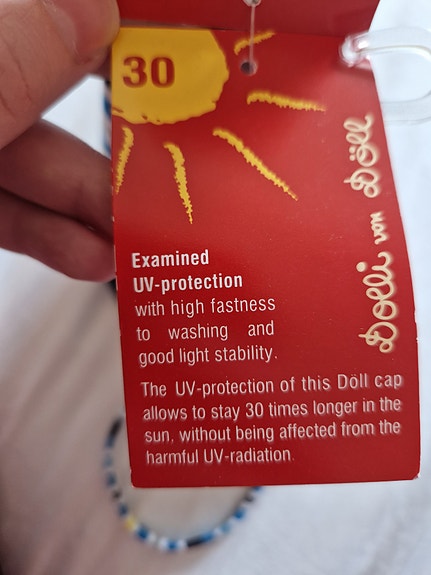 30
Dolli von Döll
Examined
UV-protection
with high fastness
to washing and
good light stability.
The UV-protection of this Döll cap
allows to stay 30 times longer in the
sun, without being affected from the
harmful UV-radiation.